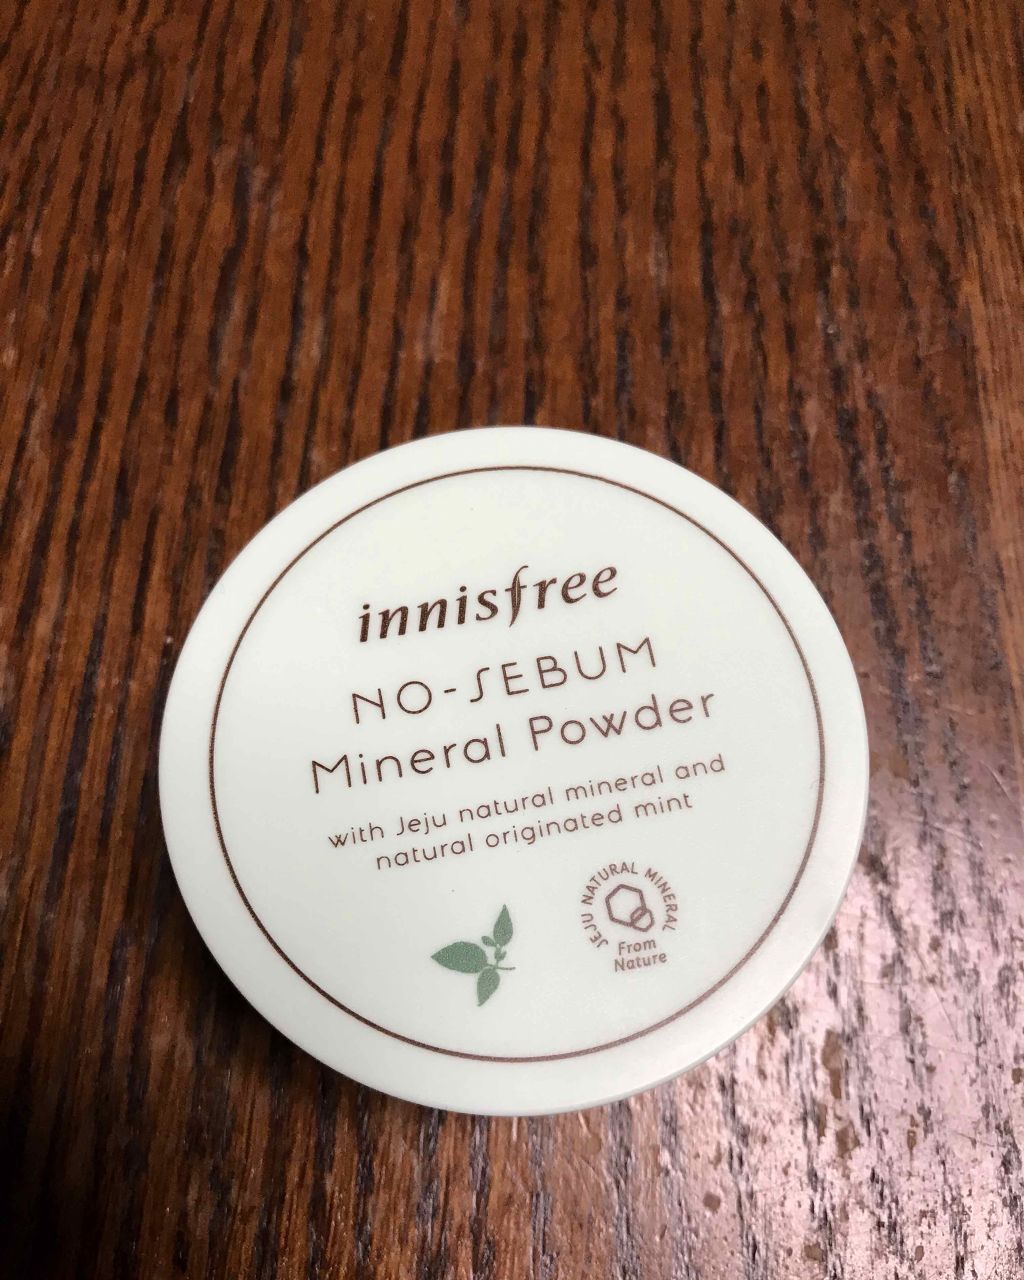 innisfree
NO-SEBUM
Mineral Powder
with Jeju natural mineral and
natural originated mint
JEJU NATURAL MINERAL
From
Nature